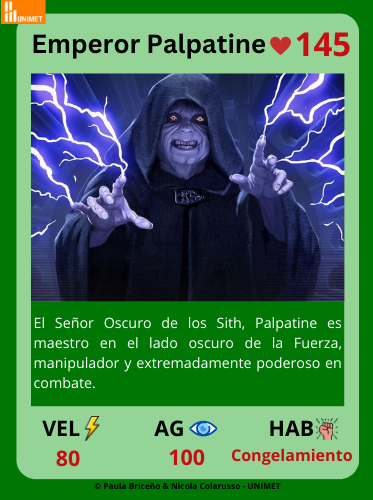 UNIMET
Emperor Palpatine 145
El Señor Oscuro de los Sith, Palpatine es
maestro en el lado oscuro de la Fuerza,
manipulador y extremadamente poderoso en
combate.
VEL AG HAB
80 100 Congelamiento
© Paula Briceño & Nicola Colarusso - UNIMET